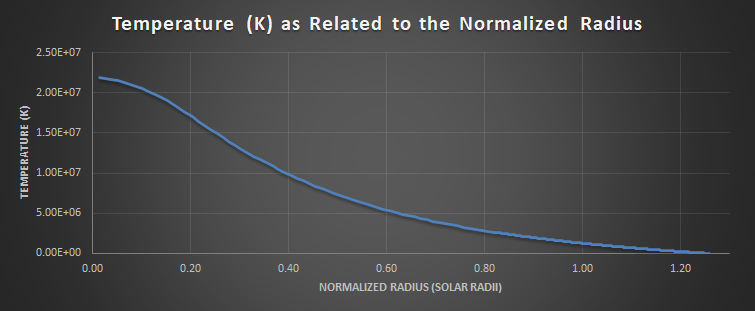 Temperature (K) as Related to the Normalized Radius
2.50E+07
2.00E+07
1.50E+07
1.00E+07
5.00E+06
0.00E+00
TEMPERATURE (K)
0.00 0.20 0.40 0.60 0.80 1.00 1.20
NORMALIZED RADIUS (SOLAR RADII)